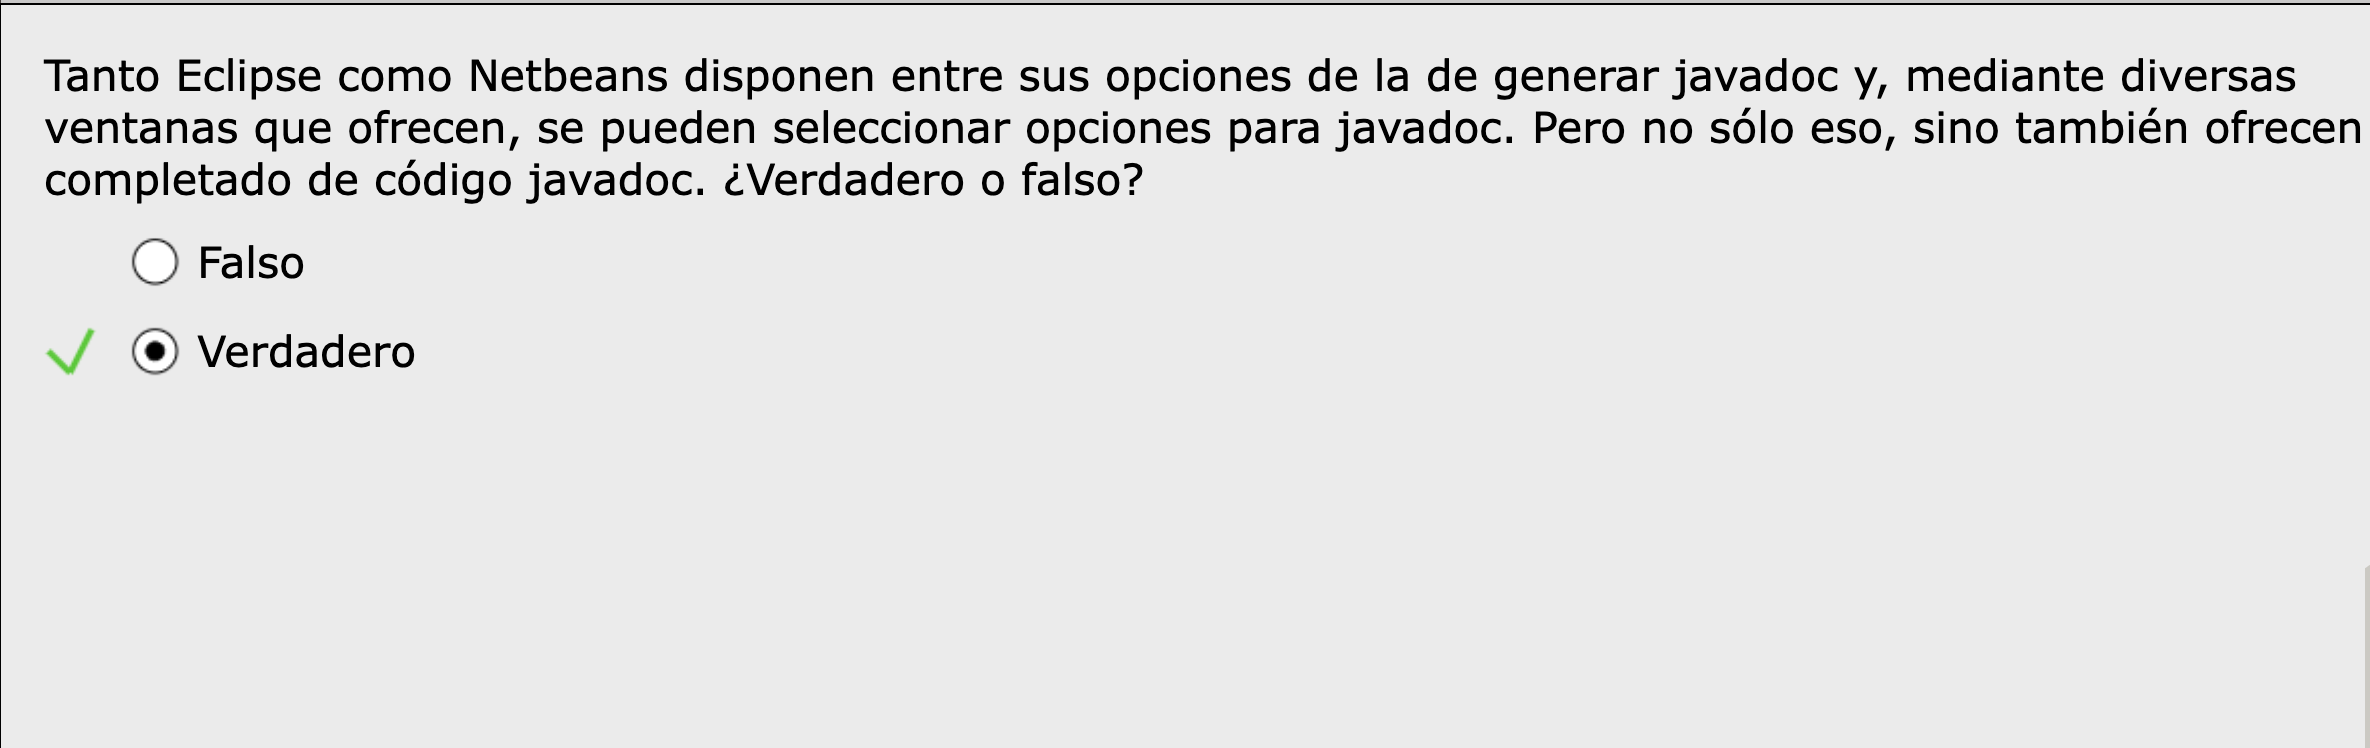 Tanto Eclipse como Netbeans disponen entre sus opciones de la de generar javadoc y, mediante diversas
ventanas que ofrecen, se pueden seleccionar opciones para javadoc. Pero no sólo eso, sino también ofrecen
completado de código javadoc. ¿Verdadero o falso?
Falso
Verdadero